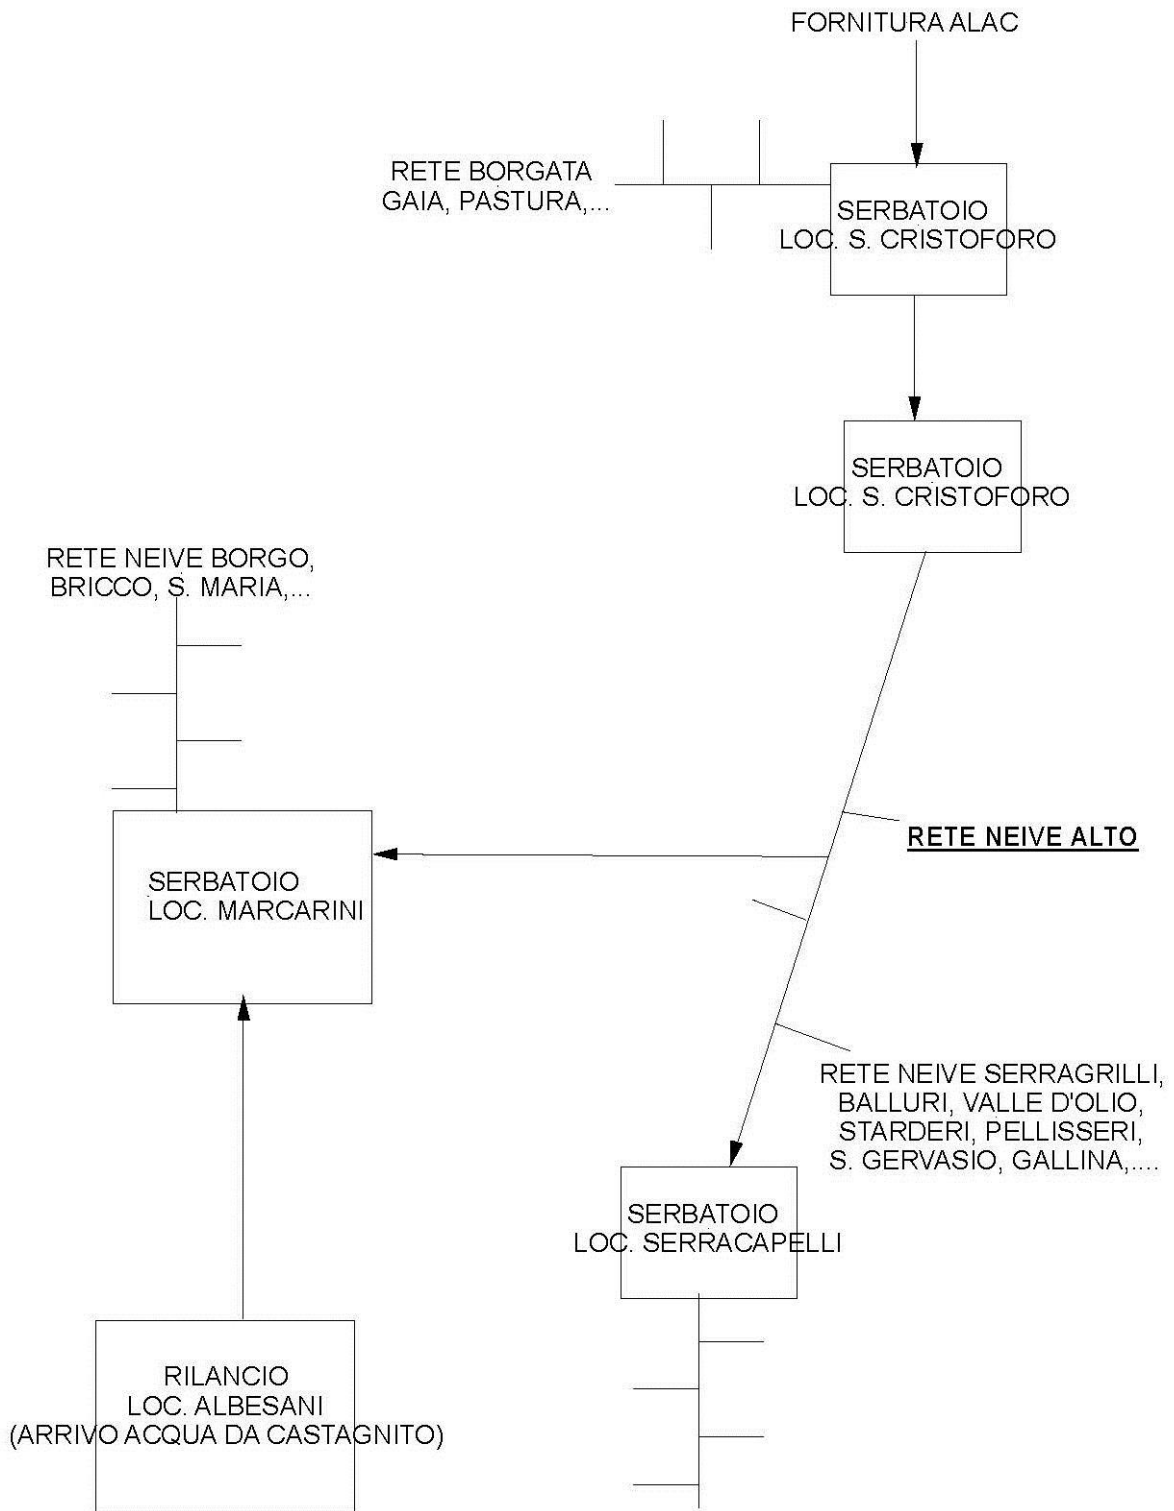 FORNITURA ALAC
RETE BORGATA
GAIA, PASTURA,...
SERBATOIO
LOC. S. CRISTOFORO
SERBATOIO
LOC. S. CRISTOFORO
RETE NEIVE BORGO,
BRICCO, S. MARIA,...
RETE NEIVE ALTO
SERBATOIO
LOC. MARCARINI
RETE NEIVE SERRAGRILLI,
BALLURI, VALLE D'OLIO,
STARDERI, PELLISSERI,
S. GERVASIO, GALLINA,....
SERBATOIO
LOC. SERRACAPELLI
RILANCIO
LOC. ALBESANI
(ARRIVO ACQUA DA CASTAGNITO)